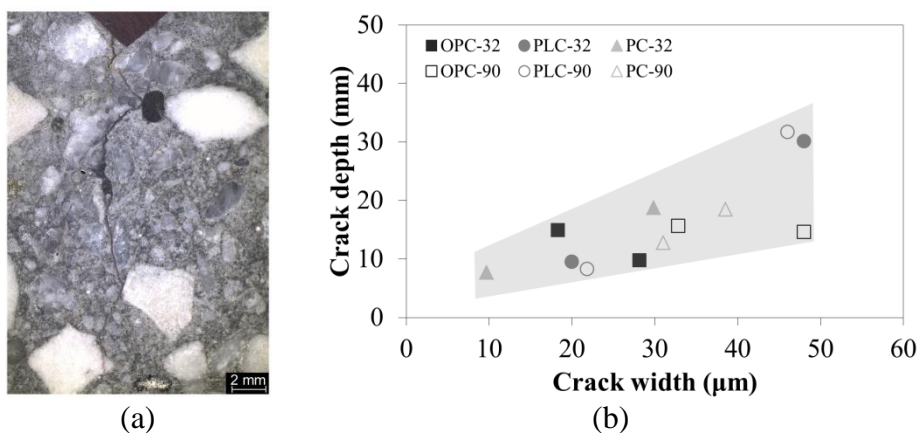 (a)
2 mm
(b)
50
40
30
20
10
0
Crack depth (mm)
OPC-32 PLC-32 PC-32
OPC-90 PLC-90 PC-90
0 10 20 30 40 50 60
Crack width (µm)